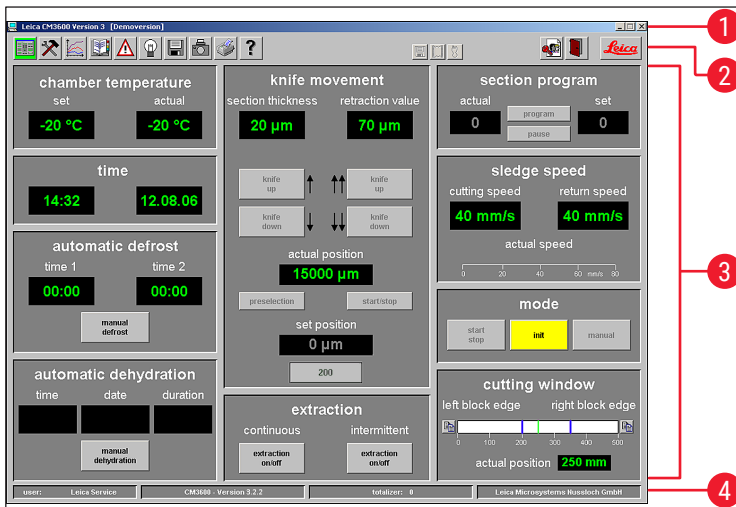 Leica CM3600 Version 3 [Demoversion]
1
?
Leica
2
chamber temperature
set actual
-20 °C -20 °C
time
14:32 12.08.06
automatic defrost
time 1 time 2
00:00 00:00
manual
defrost
automatic dehydration
time date duration
manual
dehydration
knife movement
section thickness retraction value
20 µm 70 µm
knife
up
knife
up
knife
down
knife
down
actual position
15000 µm
preselection start/stop
set position
0 µm
200
extraction
continuous intermittent
extraction
on/off
extraction
on/off
section program
actual set
0 program 0
pause
sledge speed
cutting speed return speed
40 mm/s 40 mm/s
actual speed
0 20 40 60 mm/s 80
3
mode
start
stop
init
manual
cutting window
left block edge right block edge
0 100 200 300 400 500
actual position 250 mm
user: Leica Service CM3600 - Version 3.2.2 totalizer: 0 Leica Microsystems Nussloch GmbH
4